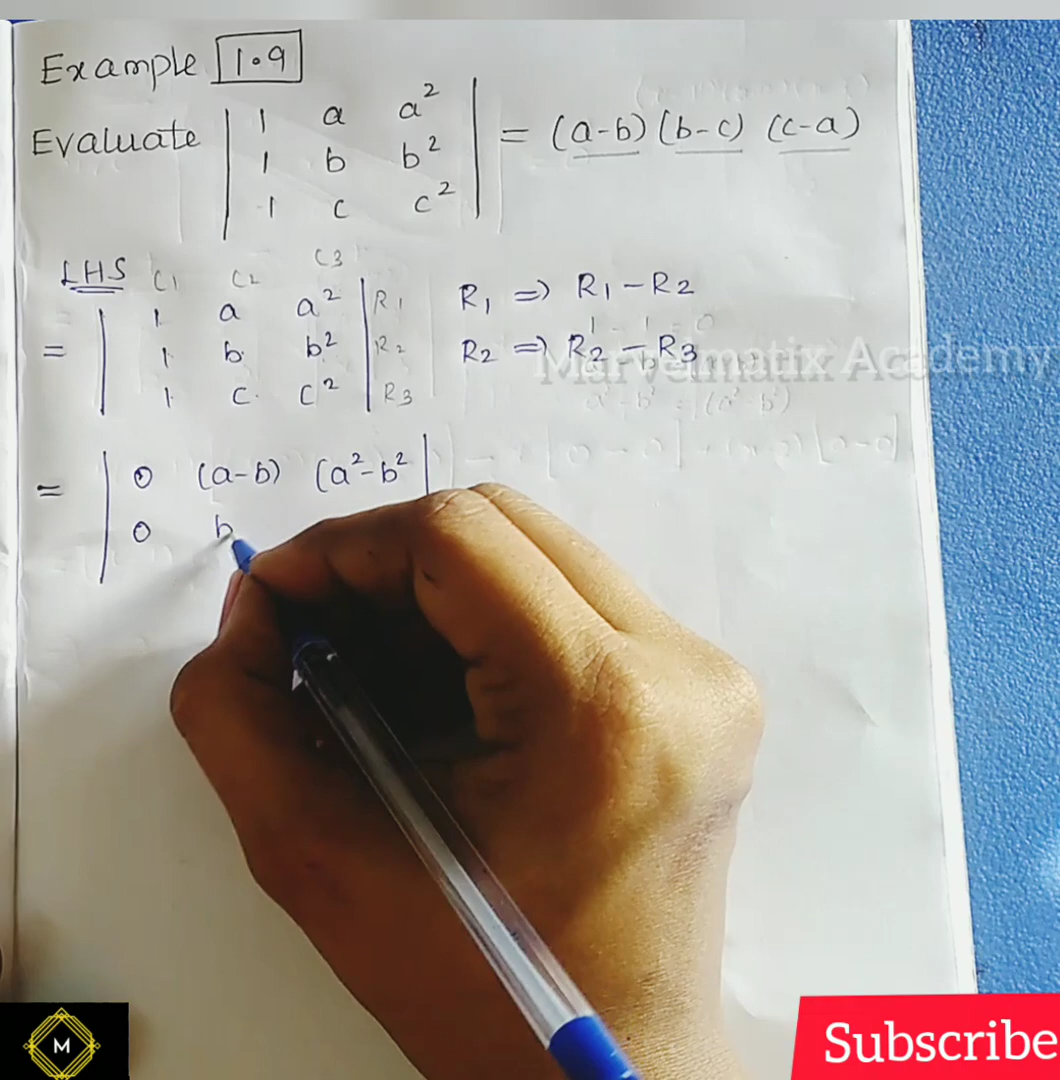 Example 1.9
Evaluate | 1 a a² | = (a-b) (b-c) (c-a)
| 1 b b² |
| 1 c c² |
LHS C1 C2 C3
= | 1 a a² | R1 R1 => R1 - R2
| 1 b b² | R2 R2 => R2 - R3
| 1 c c² | R3
Marvelmatix Academy
= | 0 (a-b) (a²-b² |
| 0 b
M
Subscribe